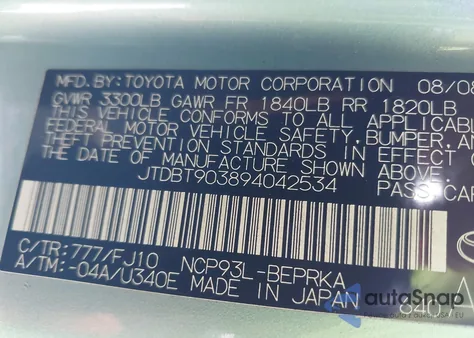 MFD. BY: TOYOTA MOTOR CORPORATION 08/08
GVWR 3300LB GAWR FR 1840LB RR 1820LB
THIS VEHICLE CONFORMS TO ALL APPLICABLE
FEDERAL MOTOR VEHICLE SAFETY, BUMPER, AN
THEFT PREVENTION STANDARDS IN EFFECT
THE DATE OF MANUFACTURE SHOWN ABOVE.
JTDBT903894042534 PASS CAR
C/TR: 777/FJ10 NCP93L-BEPRKA
A/TM: -04A/U340E MADE IN JAPAN
autoSnap